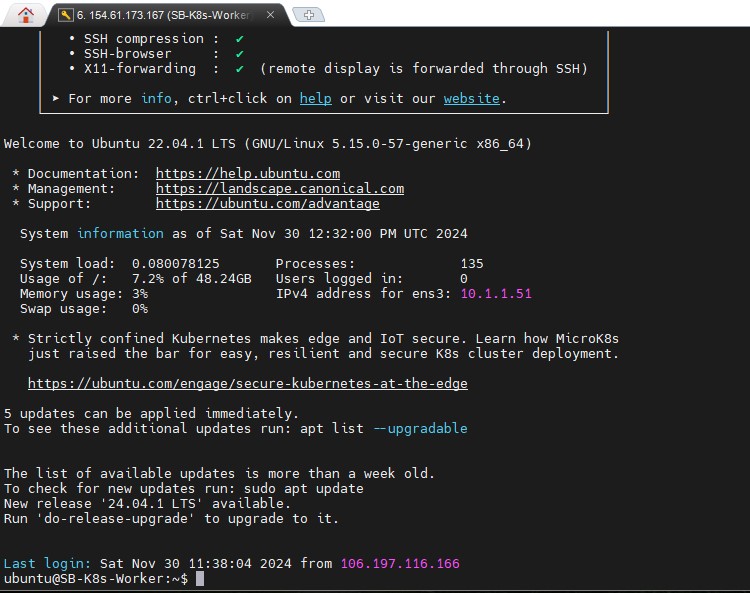 6. 154.61.173.167 (SB-K8s-Worker
• SSH compression : ✔
• SSH-browser : ✔
• X11-forwarding : ✔ (remote display is forwarded through SSH)
► For more info, ctrl+click on help or visit our website.
Welcome to Ubuntu 22.04.1 LTS (GNU/Linux 5.15.0-57-generic x86_64)
* Documentation: https://help.ubuntu.com
* Management: https://landscape.canonical.com
* Support: https://ubuntu.com/advantage
System information as of Sat Nov 30 12:32:00 PM UTC 2024
System load: 0.080078125 Processes: 135
Usage of /: 7.2% of 48.24GB Users logged in: 0
Memory usage: 3% IPv4 address for ens3: 10.1.1.51
Swap usage: 0%
* Strictly confined Kubernetes makes edge and IoT secure. Learn how MicroK8s
just raised the bar for easy, resilient and secure K8s cluster deployment.
https://ubuntu.com/engage/secure-kubernetes-at-the-edge
5 updates can be applied immediately.
To see these additional updates run: apt list --upgradable
The list of available updates is more than a week old.
To check for new updates run: sudo apt update
New release '24.04.1 LTS' available.
Run 'do-release-upgrade' to upgrade to it.
Last login: Sat Nov 30 11:38:04 2024 from 106.197.116.166
ubuntu@SB-K8s-Worker:~$